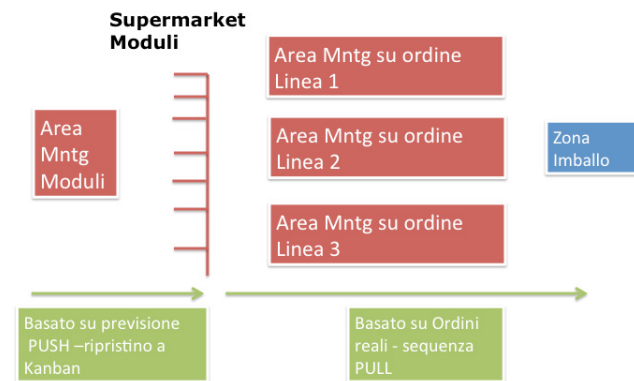 Supermarket
Moduli
Area
Mntg
Moduli
Area Mntg su ordine
Linea 1
Area Mntg su ordine
Linea 2
Area Mntg su ordine
Linea 3
Zona
Imballo
Basato su previsione
PUSH –ripristino a
Kanban
Basato su Ordini
reali - sequenza
PULL